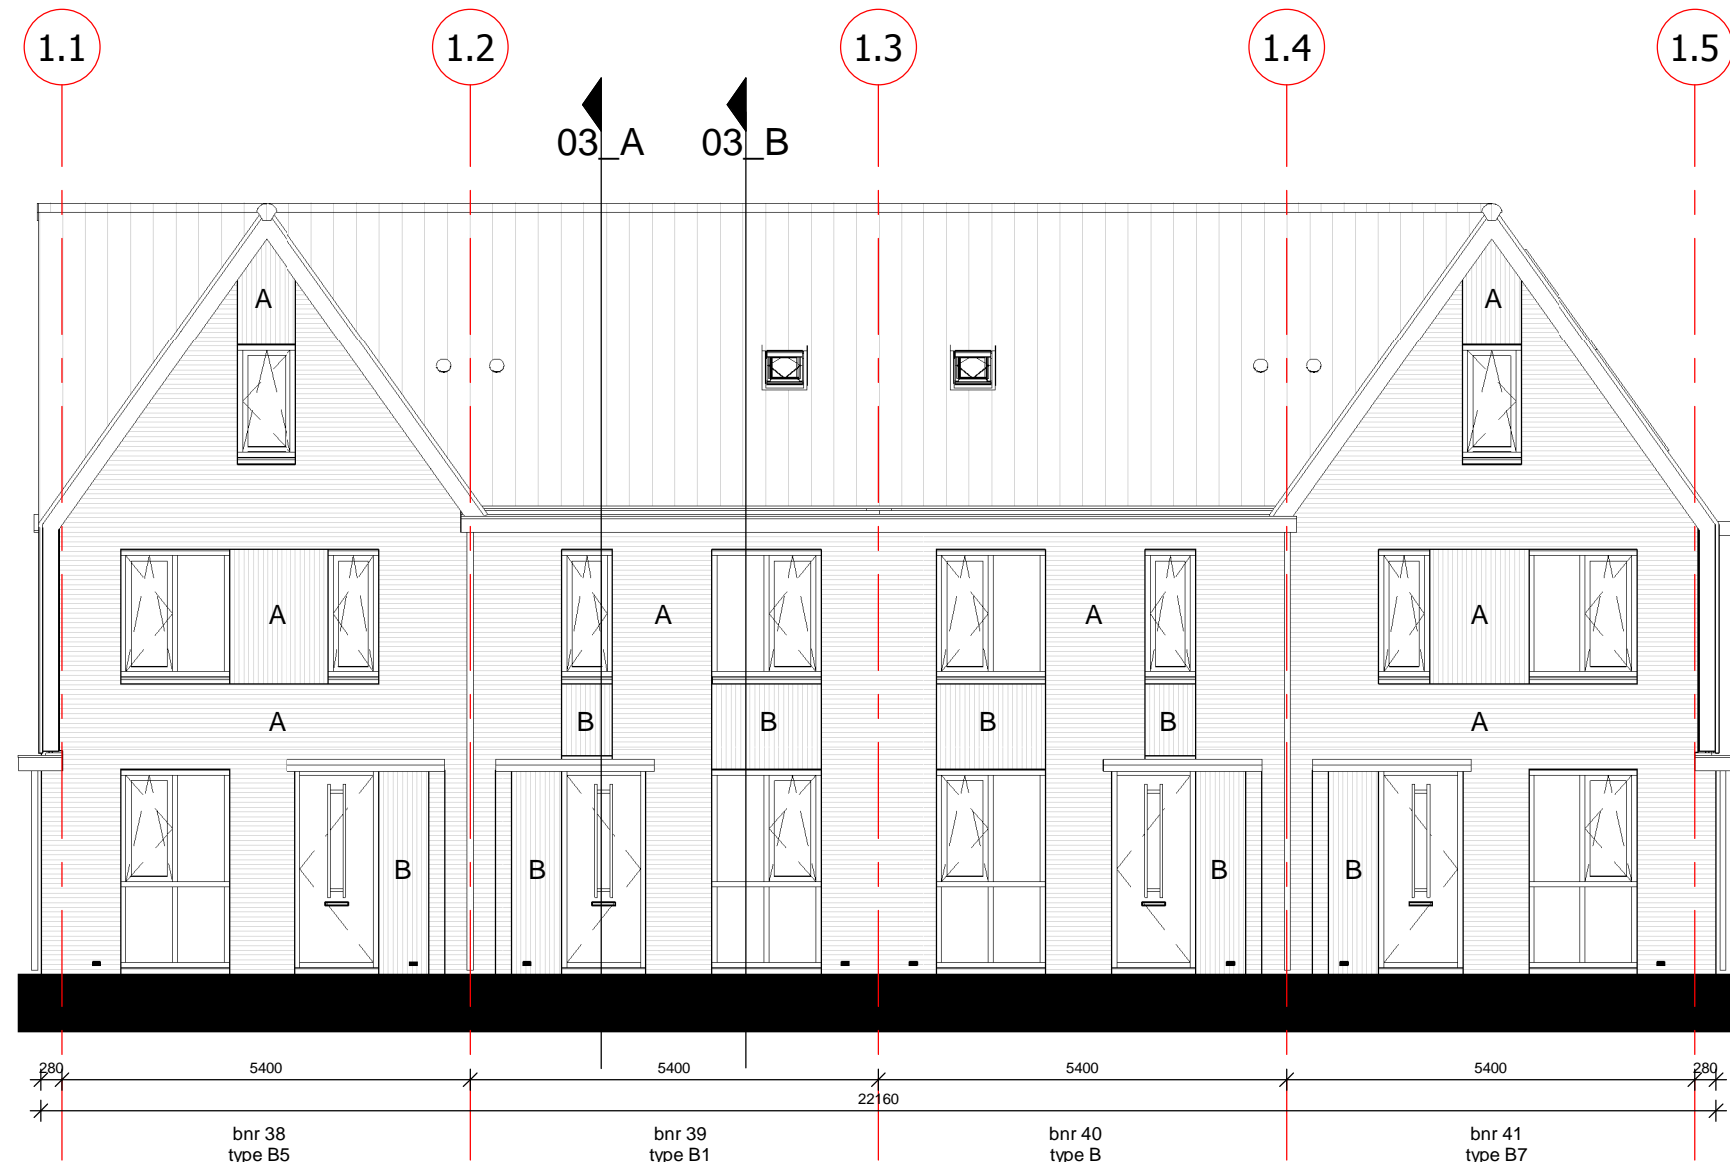 1.1 1.2 1.3 1.4 1.5
03_A 03_B
A A
A A A A
A B B B B A
B B B B
280 5400 5400 5400 5400 280
22160
bnr 38 bnr 39 bnr 40 bnr 41
type B5 type B1 type B type B7